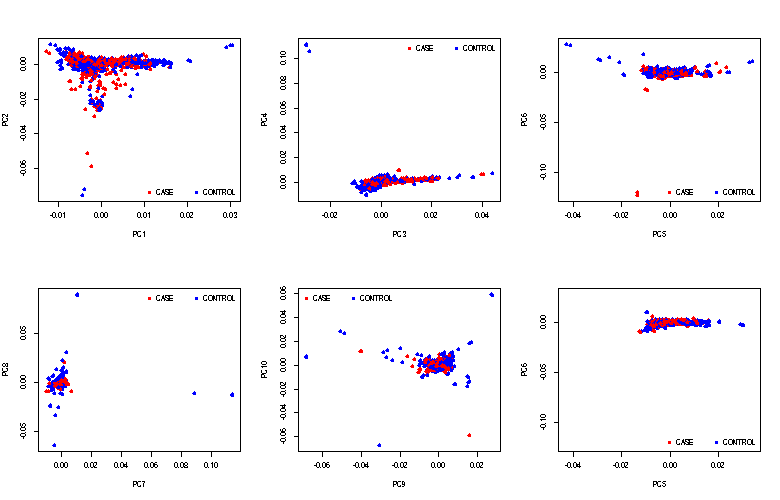 PC2
0.00
-0.02
-0.04
-0.06
CASE CONTROL
-0.01 0.00 0.01 0.02 0.03
PC1
PC4
CASE CONTROL
0.10
0.08
0.06
0.04
0.02
0.00
-0.02 0.00 0.02 0.04
PC3
PC6
0.00
-0.05
-0.10
CASE CONTROL
-0.04 -0.02 0.00 0.02
PC5
PC8
CASE CONTROL
0.05
0.00
-0.05
0.00 0.02 0.04 0.06 0.08 0.10
PC7
PC10
CASE CONTROL
0.06
0.04
0.02
0.00
-0.02
-0.04
-0.06
-0.06 -0.04 -0.02 0.00 0.02
PC9
PC6
0.00
-0.05
-0.10
CASE CONTROL
-0.04 -0.02 0.00 0.02
PC5